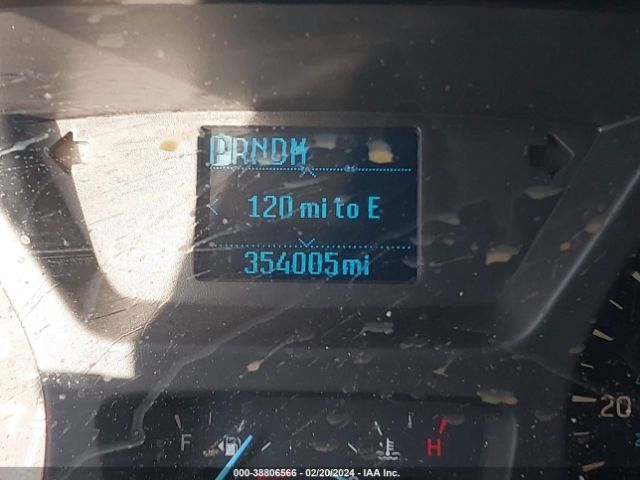 PRNDM
120 mi to E
354005mi
20
F
H
000-38806566 — 02/20/2024 — IAA Inc.